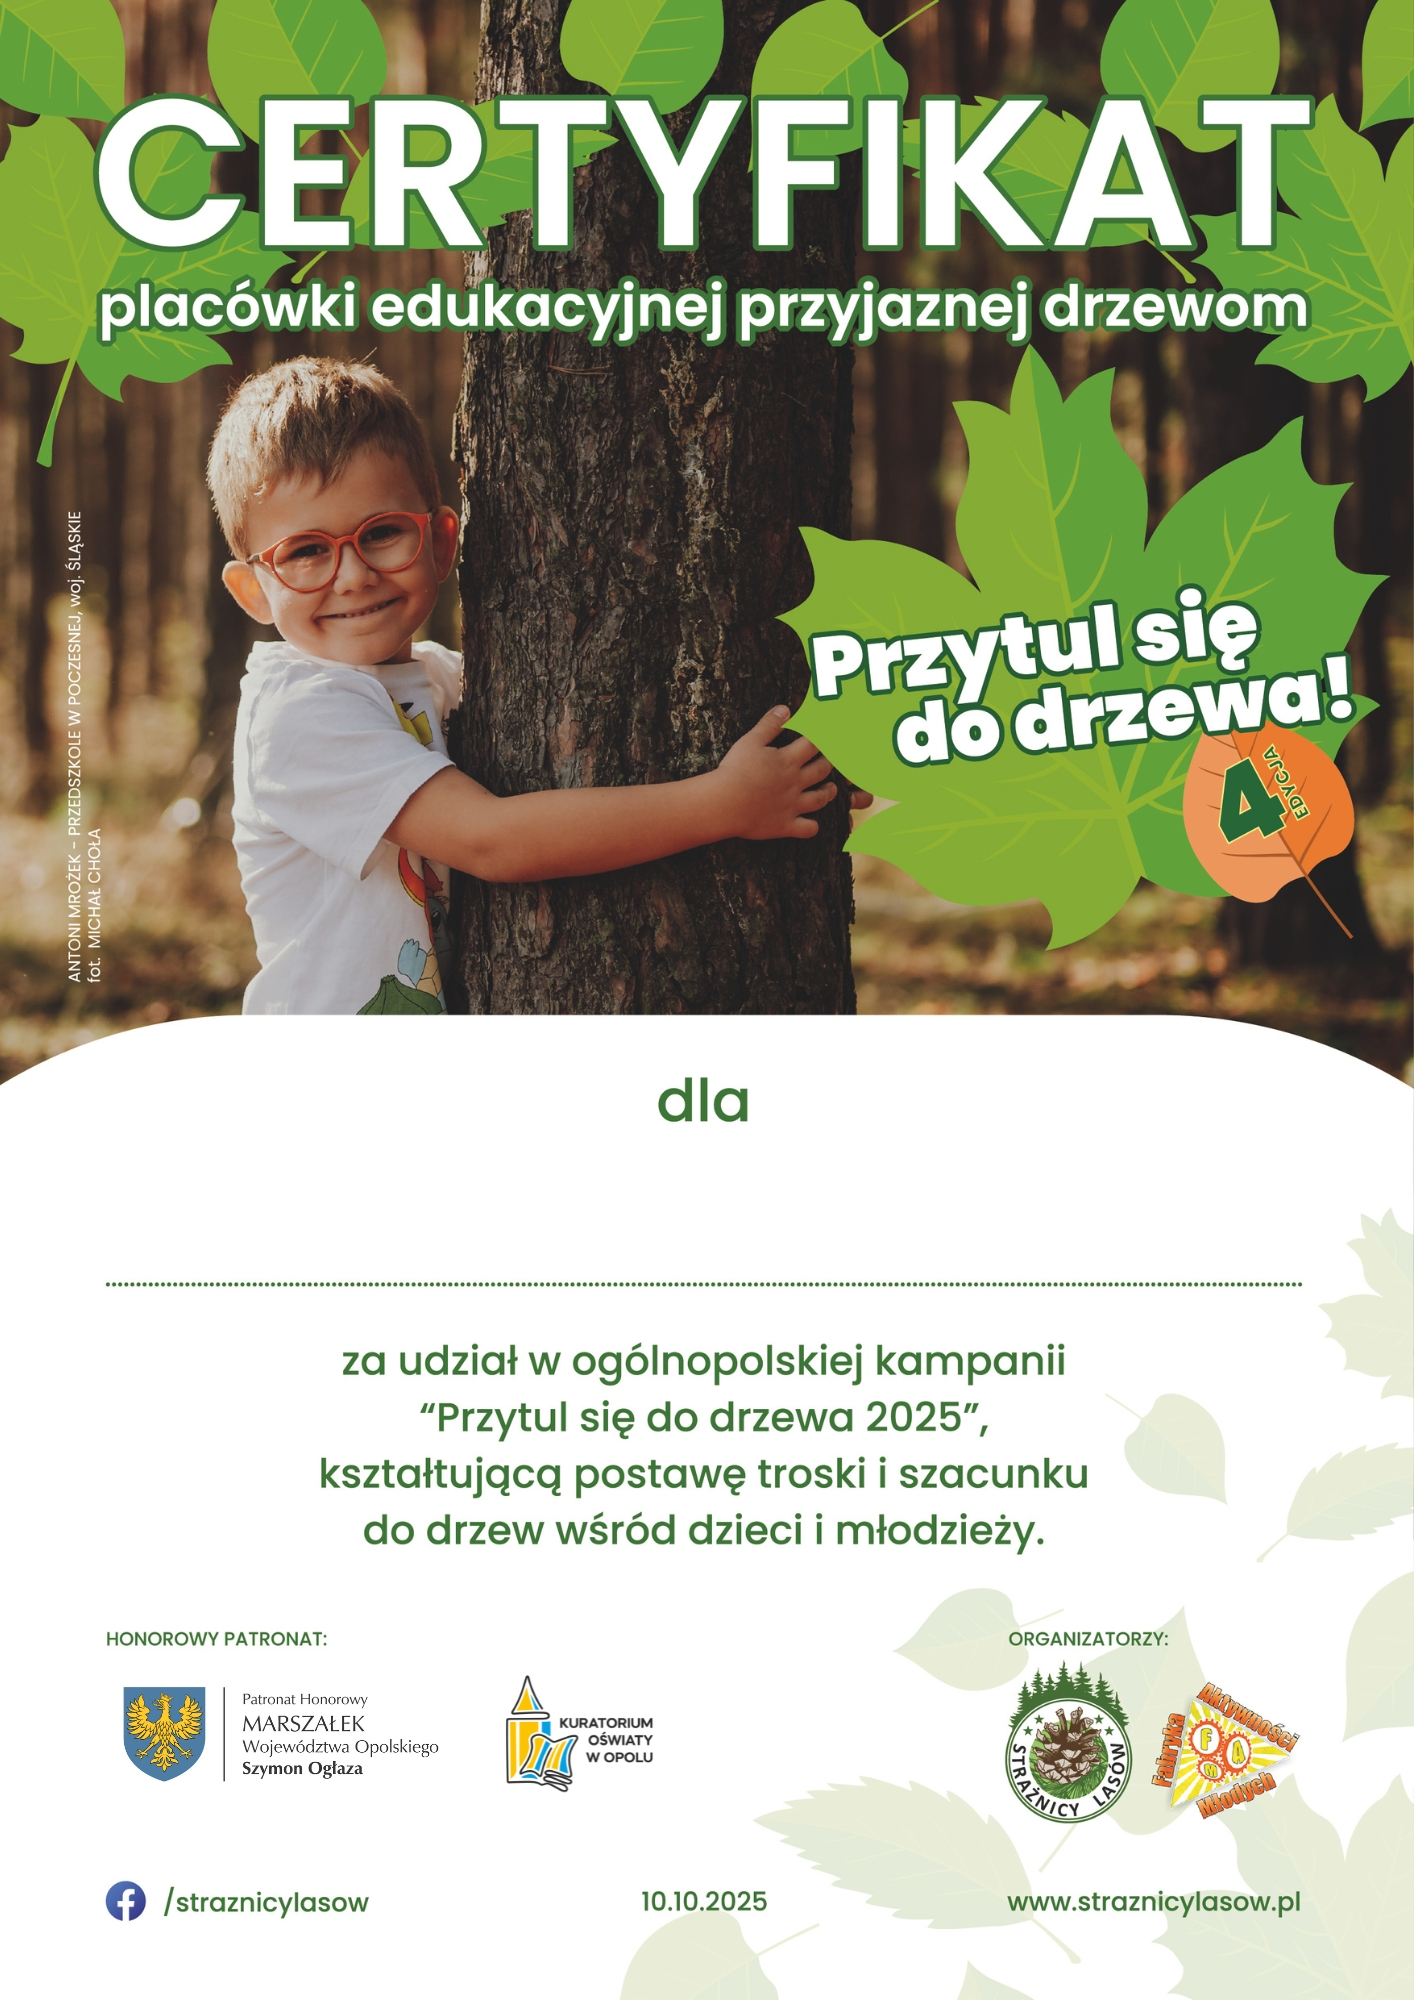 CERTYFIKAT
placówki edukacyjnej przyjaznej drzewom
ANTONI MROŻEK - PRZEDSZKOLE W POCZESNEJ, woj. ŚLĄSKIE
fot. MICHAŁ CHOŁA
Przytul się
do drzewa!
4
EDYCJA
dla
za udział w ogólnopolskiej kampanii
“Przytul się do drzewa 2025”,
kształtującą postawę troski i szacunku
do drzew wśród dzieci i młodzieży.
HONOROWY PATRONAT:
Patronat Honorowy
MARSZAŁEK
Województwa Opolskiego
Szymon Ogłaza
KURATORIUM
OŚWIATY
W OPOLU
ORGANIZATORZY:
STRAŻNICY LASÓW
Fabryka
Aktywności
Młodych
F A
M
/straznicylasow
10.10.2025
www.straznicylasow.pl